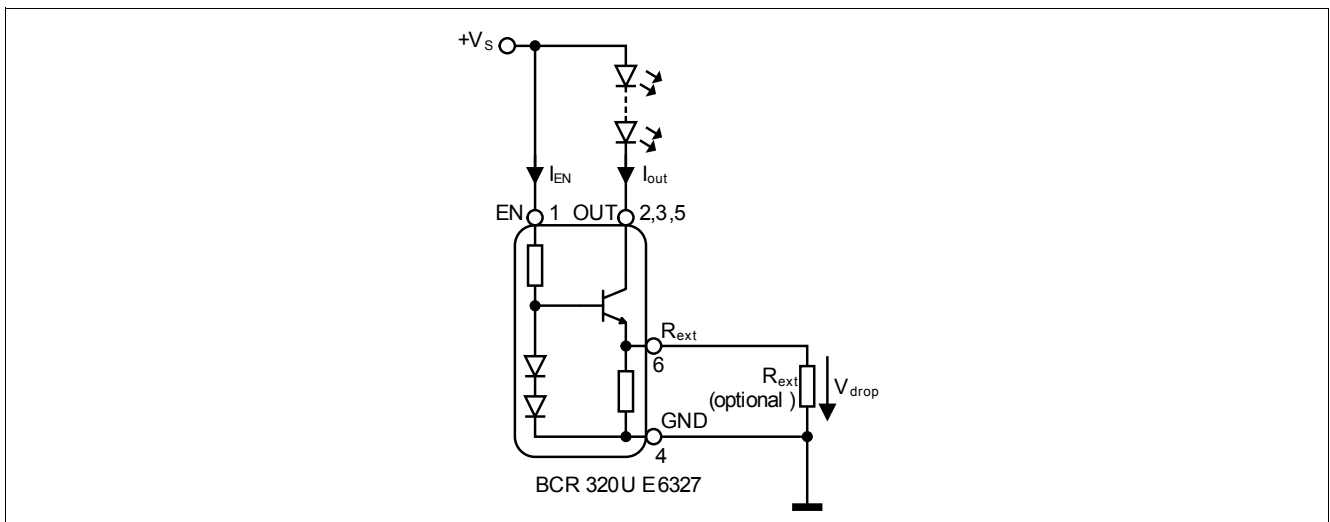 +VS
IEN
Iout
EN 1 OUT 2,3,5
Rext
6
Rext
(optional )
Vdrop
GND
4
BCR 320U E6327